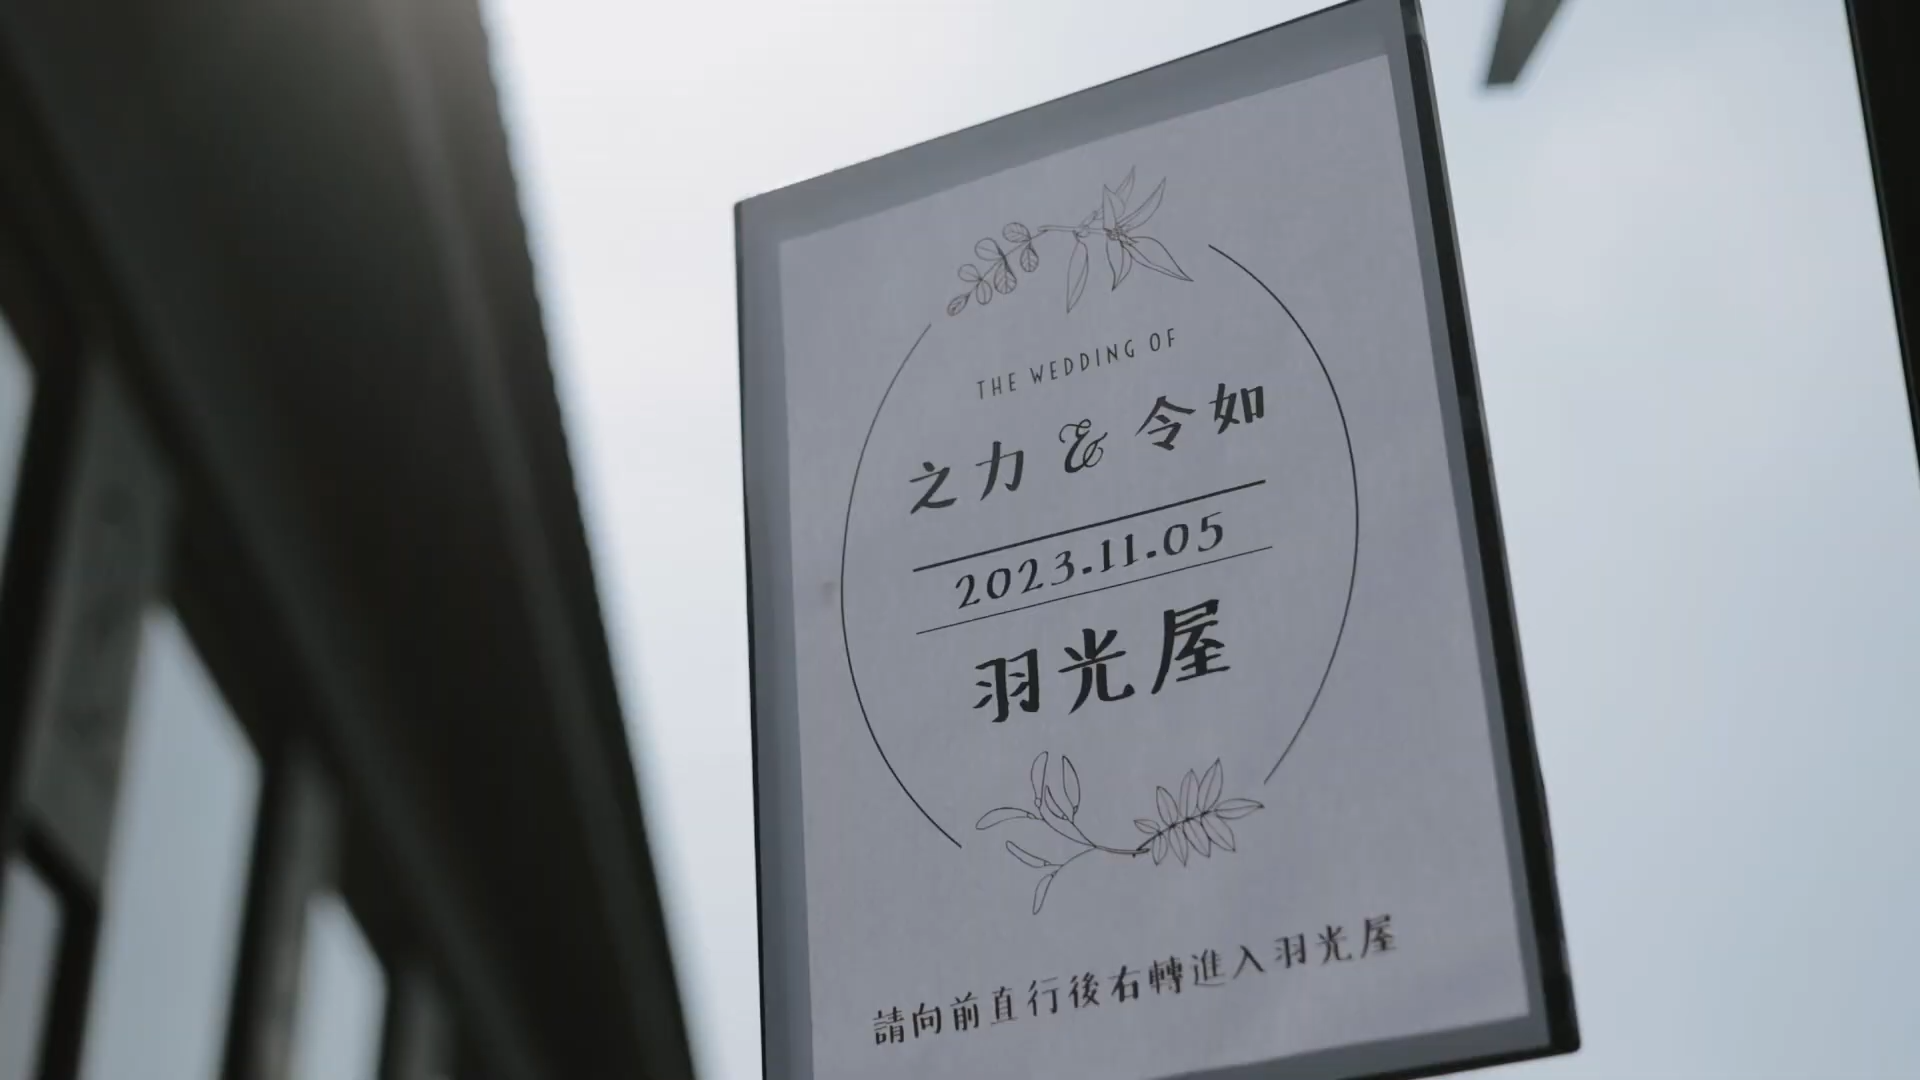 THE WEDDING OF
之力 & 令如
2023.11.05
羽光屋
請向前直行後右轉進入羽光屋